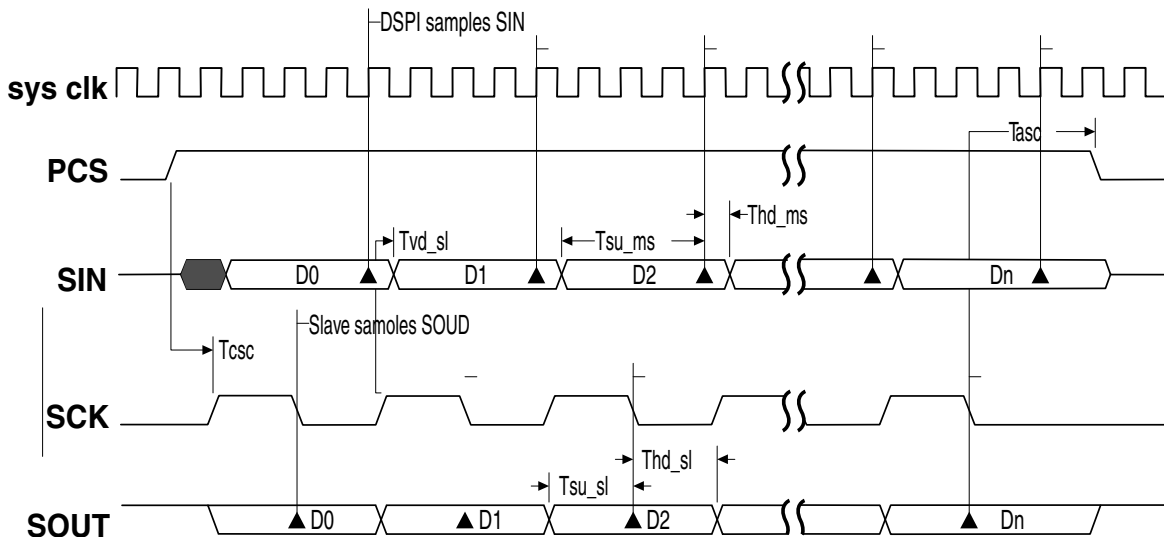 DSPI samples SIN
sys clk
Tasc
PCS
Thd_ms
Tvd_sl
Tsu_ms
SIN
D0
D1
D2
Dn
Slave samoles SOUD
Tcsc
SCK
Thd_sl
Tsu_sl
SOUT
D0
D1
D2
Dn